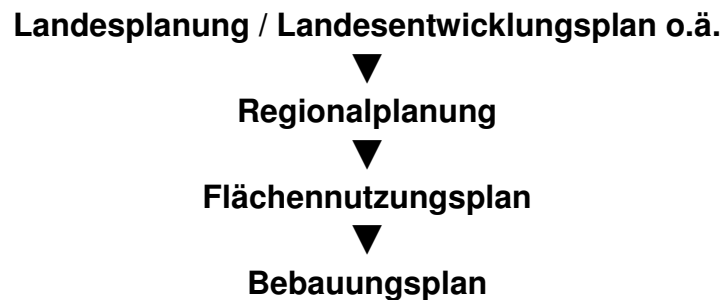 Landesplanung / Landesentwicklungsplan o.ä.
Regionalplanung
Flächennutzungsplan
Bebauungsplan